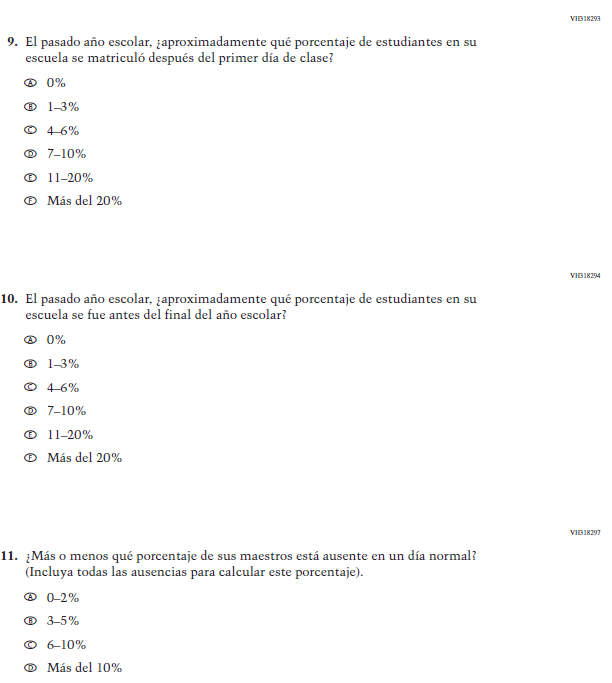 VH318293
9. El pasado año escolar, ¿aproximadamente qué porcentaje de estudiantes en su
escuela se matriculó después del primer día de clase?
A 0%
B 1–3%
C 4–6%
D 7–10%
E 11–20%
F Más del 20%
VH318294
10. El pasado año escolar, ¿aproximadamente qué porcentaje de estudiantes en su
escuela se fue antes del final del año escolar?
A 0%
B 1–3%
C 4–6%
D 7–10%
E 11–20%
F Más del 20%
VH318297
11. ¿Más o menos qué porcentaje de sus maestros está ausente en un día normal?
(Incluya todas las ausencias para calcular este porcentaje).
A 0–2%
B 3–5%
C 6–10%
D Más del 10%